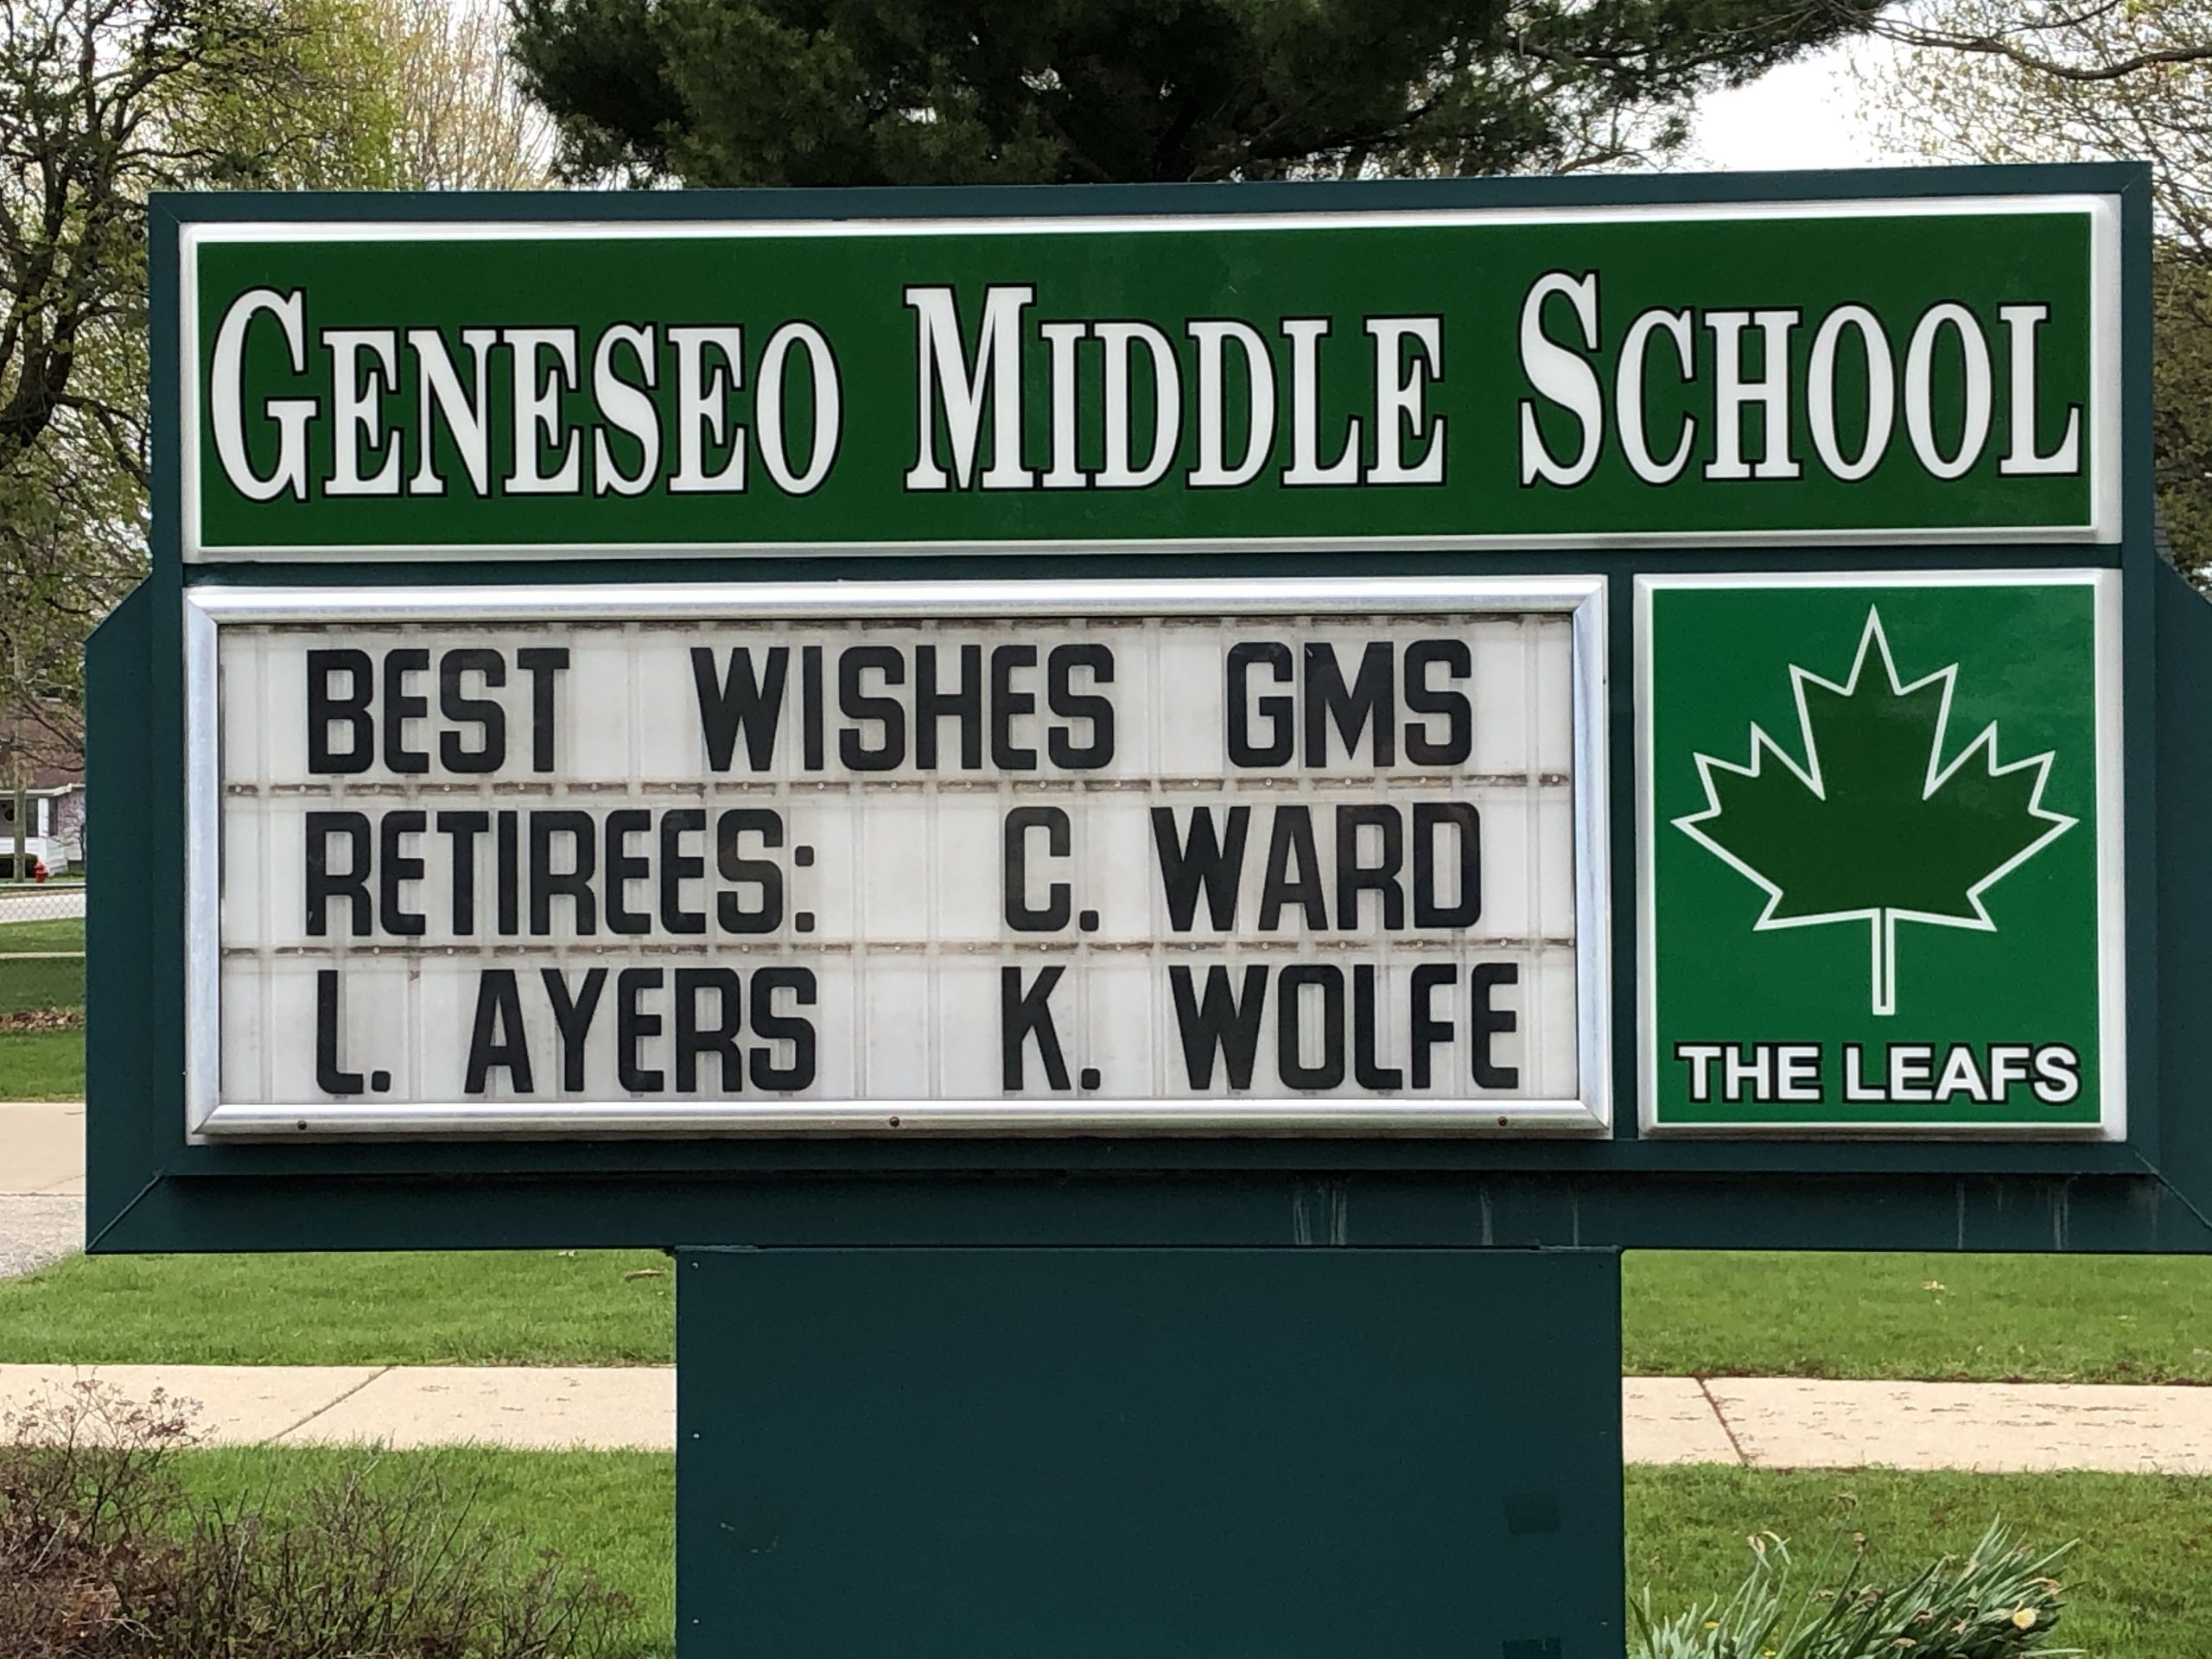 GENESEO MIDDLE SCHOOL
BEST WISHES GMS
RETIREES: C. WARD
L. AYERS K. WOLFE
THE LEAFS